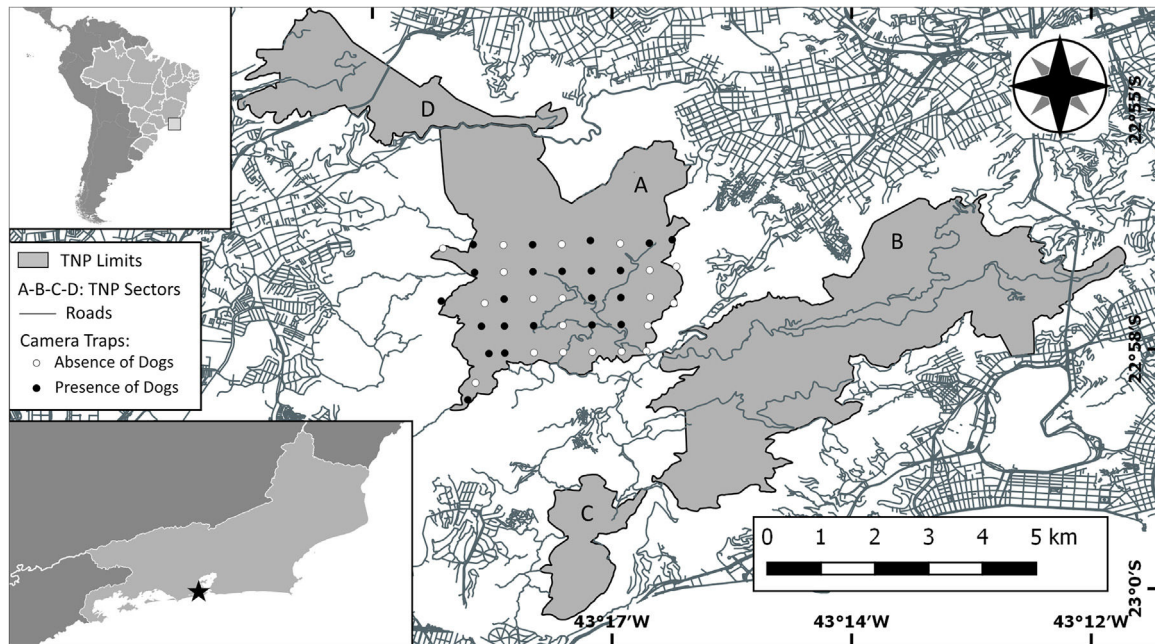 D
A
B
C
TNP Limits
A-B-C-D: TNP Sectors
Roads
Camera Traps:
Absence of Dogs
Presence of Dogs
0 1 2 3 4 5 km
22°55'S
22°58'S
23°0'S
43°17'W 43°14'W 43°12'W